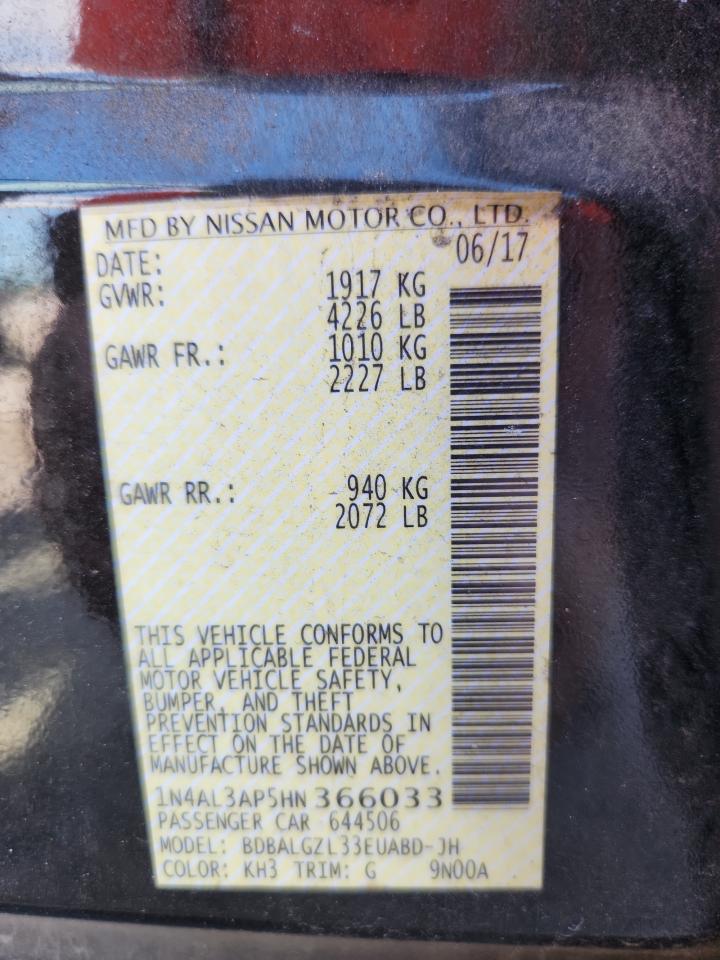 MFD BY NISSAN MOTOR CO., LTD.
DATE: 06/17
GVWR: 1917 KG
4226 LB
GAWR FR.: 1010 KG
2227 LB
GAWR RR.: 940 KG
2072 LB
THIS VEHICLE CONFORMS TO
ALL APPLICABLE FEDERAL
MOTOR VEHICLE SAFETY,
BUMPER, AND THEFT
PREVENTION STANDARDS IN
EFFECT ON THE DATE OF
MANUFACTURE SHOWN ABOVE.
1N4AL3AP5HN 366033
PASSENGER CAR 644506
MODEL: BDBALGZL33EUABD-JH
COLOR: KH3 TRIM: G 9N00A